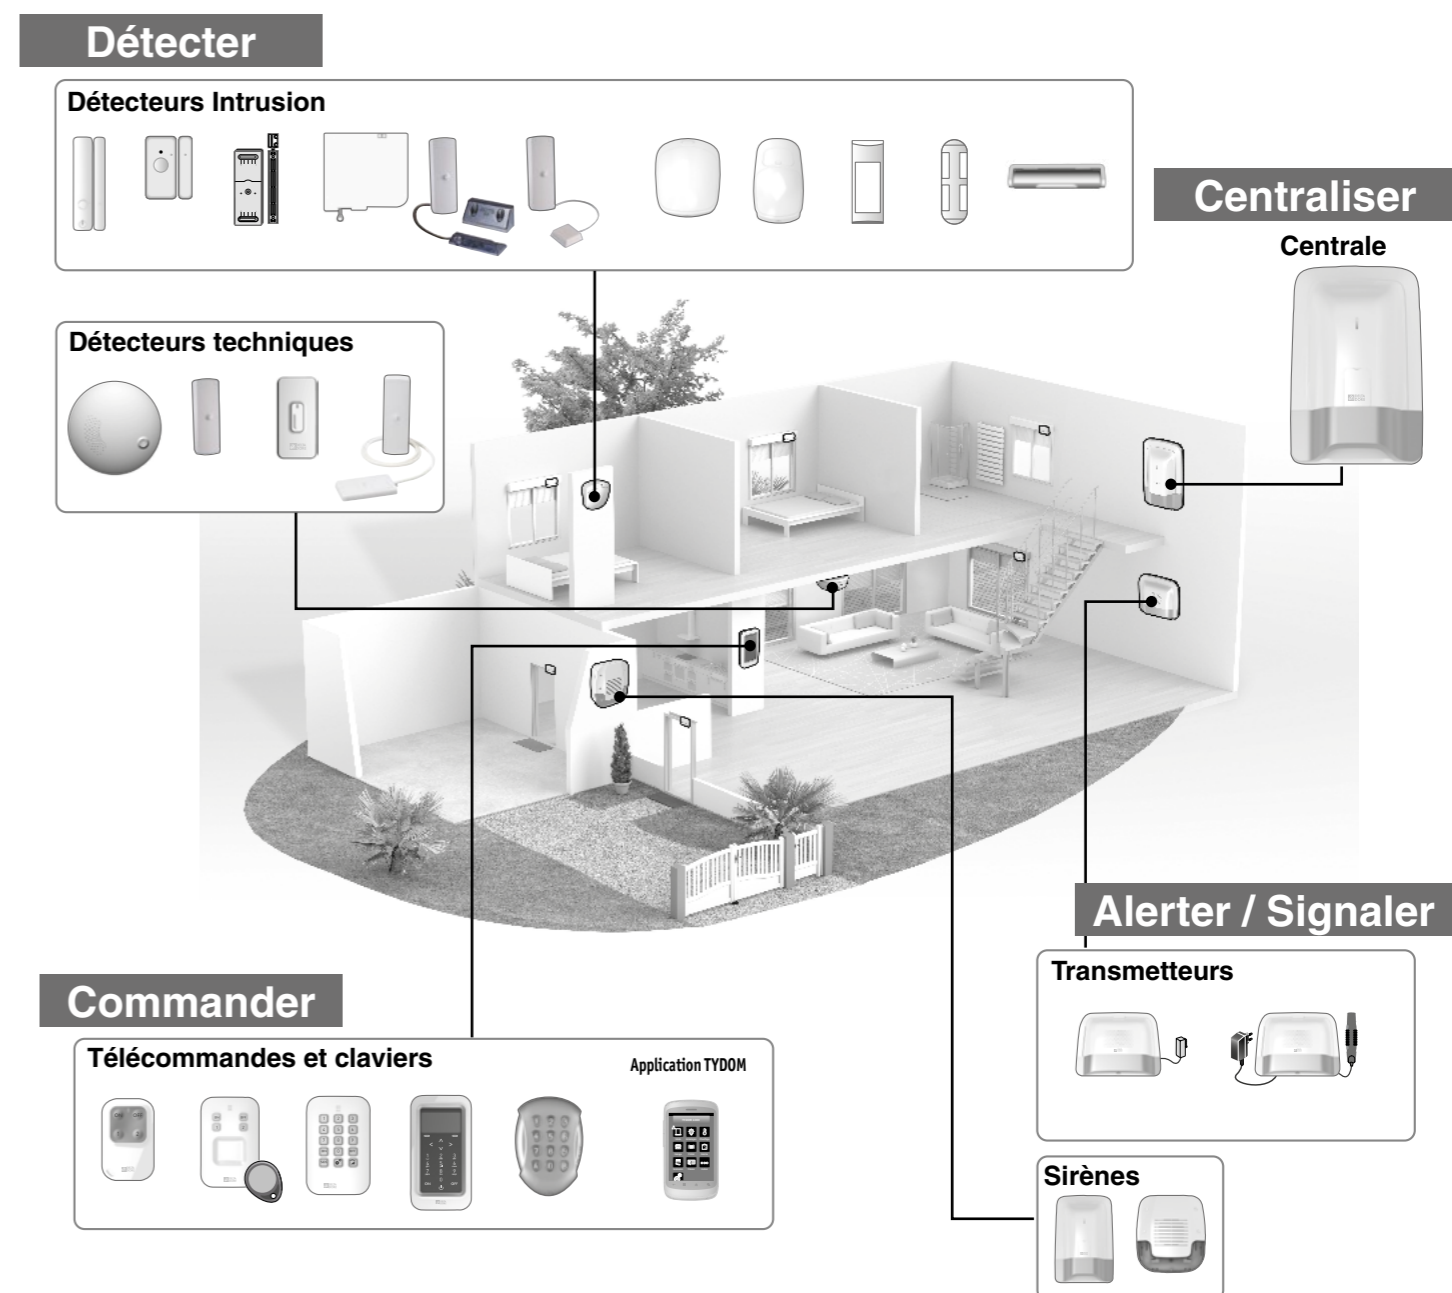 Détecter
Détecteurs Intrusion
Centraliser
Centrale
Détecteurs techniques
Alerter / Signaler
Transmetteurs
Commander
Télécommandes et claviers
Application TYDOM
Sirènes